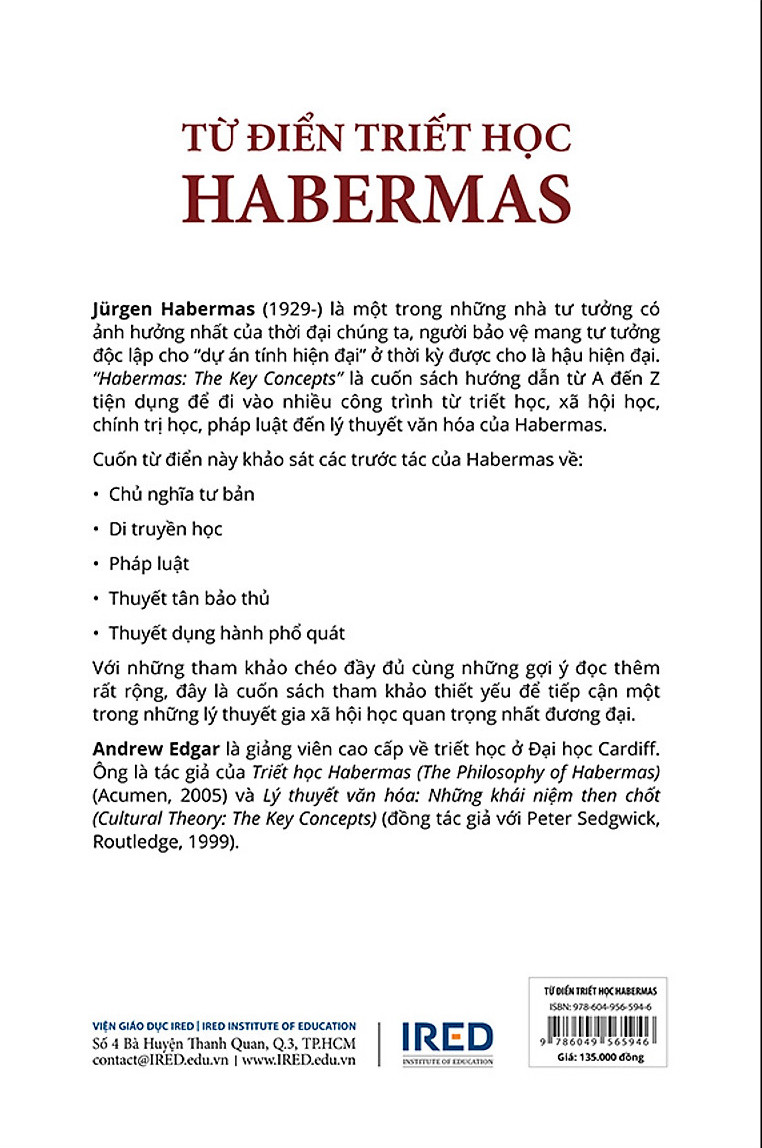 TỪ ĐIỂN TRIẾT HỌC
HABERMAS
Jürgen Habermas (1929-) là một trong những nhà tư tưởng có
ảnh hưởng nhất của thời đại chúng ta, người bảo vệ mang tư tưởng
độc lập cho “dự án tính hiện đại” ở thời kỳ được cho là hậu hiện đại.
“Habermas: The Key Concepts” là cuốn sách hướng dẫn từ A đến Z
tiện dụng để đi vào nhiều công trình từ triết học, xã hội học,
chính trị học, pháp luật đến lý thuyết văn hóa của Habermas.
Cuốn từ điển này khảo sát các trước tác của Habermas về:
• Chủ nghĩa tư bản
• Di truyền học
• Pháp luật
• Thuyết tân bảo thủ
• Thuyết dụng hành phổ quát
Với những tham khảo chéo đầy đủ cùng những gợi ý đọc thêm
rất rộng, đây là cuốn sách tham khảo thiết yếu để tiếp cận một
trong những lý thuyết gia xã hội học quan trọng nhất đương đại.
Andrew Edgar là giảng viên cao cấp về triết học ở Đại học Cardiff.
Ông là tác giả của Triết học Habermas (The Philosophy of Habermas)
(Acumen, 2005) và Lý thuyết văn hóa: Những khái niệm then chốt
(Cultural Theory: The Key Concepts) (đồng tác giả với Peter Sedgwick,
Routledge, 1999).
VIỆN GIÁO DỤC IRED | IRED INSTITUTE OF EDUCATION
Số 4 Bà Huyện Thanh Quan, Q.3, TP.HCM
contact@IRED.edu.vn | www.IRED.edu.vn
IRED
INSTITUTE OF EDUCATION
TỪ ĐIỂN TRIẾT HỌC HABERMAS
ISBN: 978-604-956-594-6
9 786049 565946
Giá: 135.000 đồng